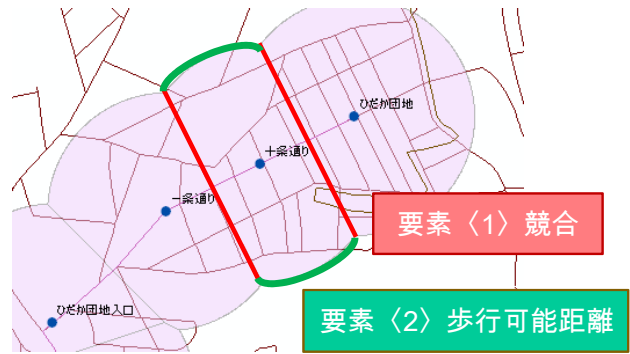 ひだか団地
十条通り
一条通り
要素〈1〉競合
ひだか団地入口
要素〈2〉歩行可能距離